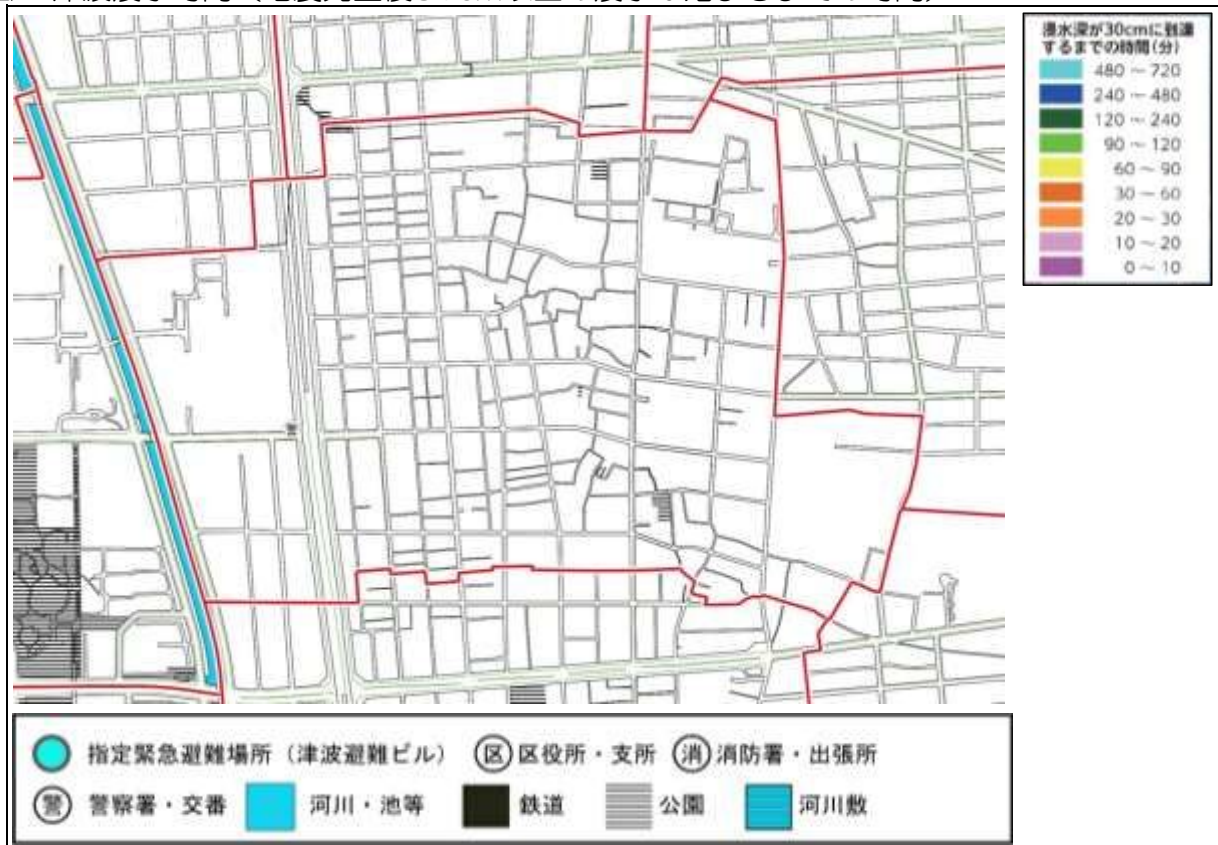 浸水深が30cmに到達
するまでの時間(分)
480 ~ 720
240 ~ 480
120 ~ 240
90 ~ 120
60 ~ 90
30 ~ 60
20 ~ 30
10 ~ 20
0 ~ 10
指定緊急避難場所（津波避難ビル） 区 区役所・支所 消 消防署・出張所
警 警察署・交番 河川・池等 鉄道 公園 河川敷